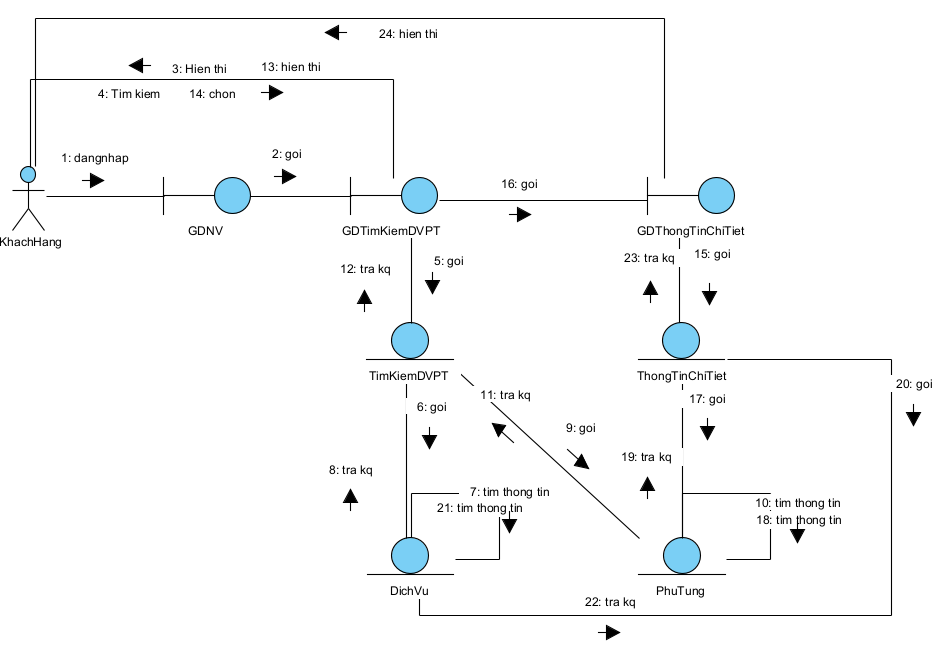 24: hien thi
3: Hien thi
13: hien thi
4: Tim kiem
14: chon
1: dangnhap
2: goi
16: goi
KhachHang
GDNV
GDTimKiemDVPT
GDThongTinChiTiet
12: tra kq
5: goi
23: tra kq
15: goi
TimKiemDVPT
ThongTinChiTiet
20: goi
6: goi
11: tra kq
17: goi
9: goi
8: tra kq
19: tra kq
7: tim thong tin
21: tim thong tin
10: tim thong tin
18: tim thong tin
DichVu
PhuTung
22: tra kq